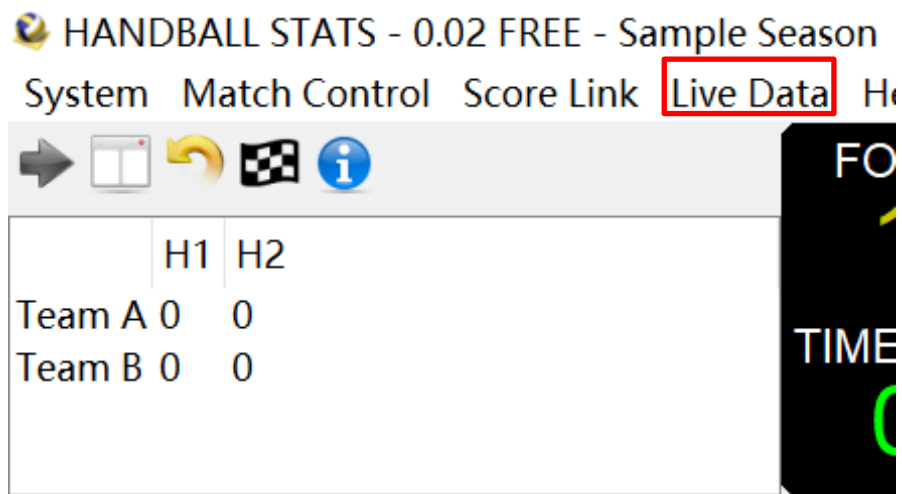 HANDBALL STATS - 0.02 FREE - Sample Season
System Match Control Score Link Live Data
H1 H2
Team A 0 0
Team B 0 0